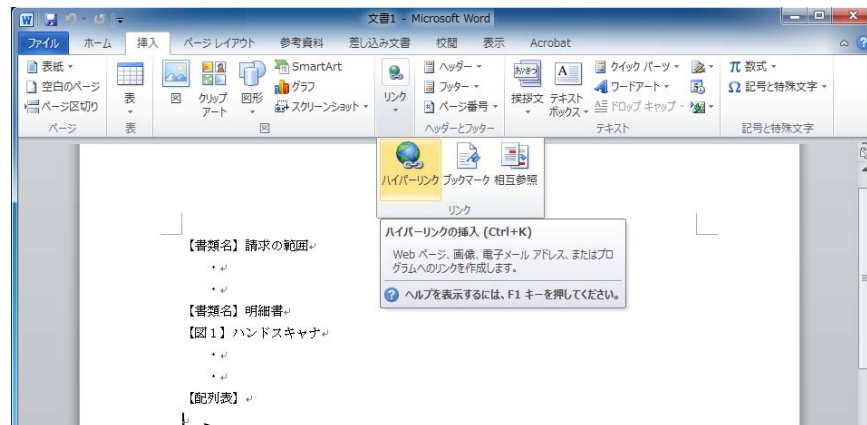 文書1 - Microsoft Word
ファイル ホーム 挿入 ページ レイアウト 参考資料 差し込み文書 校閲 表示 Acrobat
表紙
空白のページ
ページ区切り
ページ
表
表
図
クリップ
アート
図形
SmartArt
グラフ
スクリーンショット
図
リンク
ヘッダー
フッター
ページ番号
ヘッダーとフッター
挨拶文
テキスト
ボックス
クイック パーツ
ワードアート
ドロップ キャップ
テキスト
数式
記号と特殊文字
記号と特殊文字
ハイパーリンク ブックマーク 相互参照
リンク
ハイパーリンクの挿入 (Ctrl+K)
Web ページ、画像、電子メール アドレス、またはプロ
グラムへのリンクを作成します。
ヘルプを表示するには、F1 キーを押してください。
【書類名】請求の範囲
・
・
【書類名】明細書
【図1】ハンドスキャナ
・
・
【配列表】